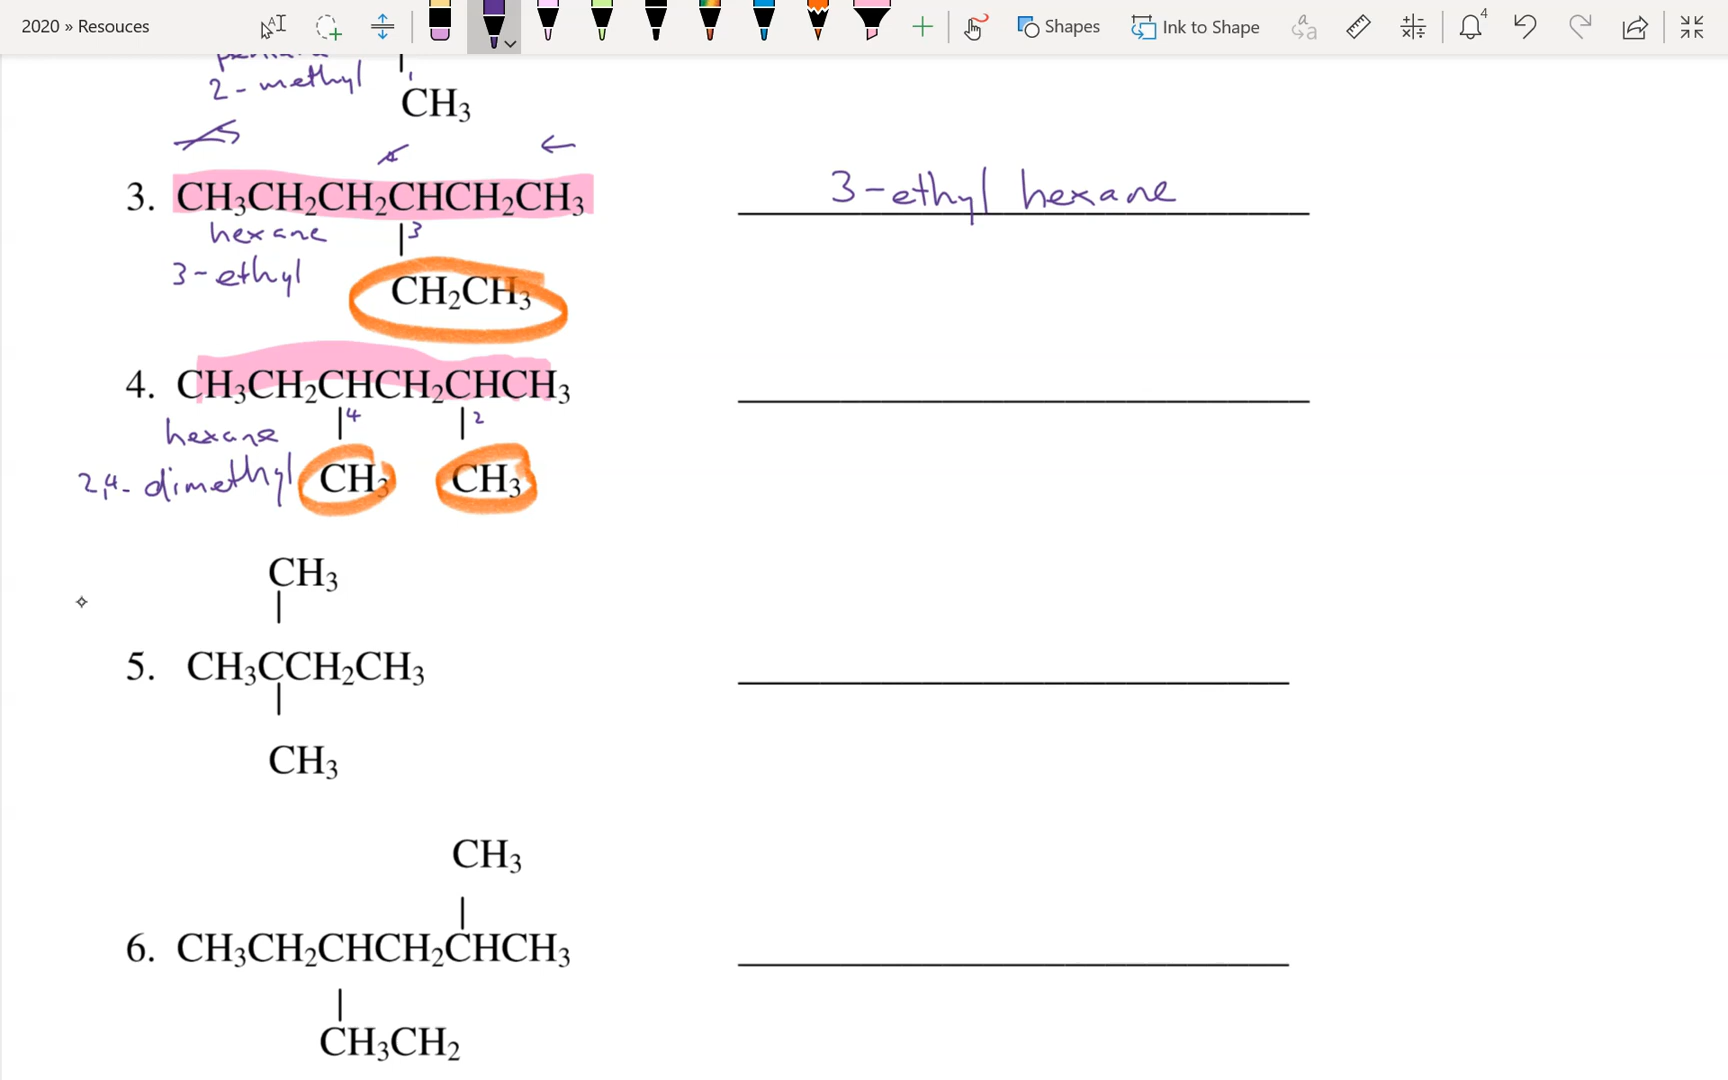 2020 » Resouces
Shapes
Ink to Shape
4
2 - methyl
CH₃
3. CH₃CH₂CH₂CHCH₂CH₃
3-ethyl hexane
hexane
3
3-ethyl
CH₂CH₃
4. CH₃CH₂CHCH₂CHCH₃
4
2
hexane
2,4- dimethyl
CH₃ CH₃
CH₃
5. CH₃CCH₂CH₃
CH₃
CH₃
6. CH₃CH₂CHCH₂CHCH₃
CH₃CH₂